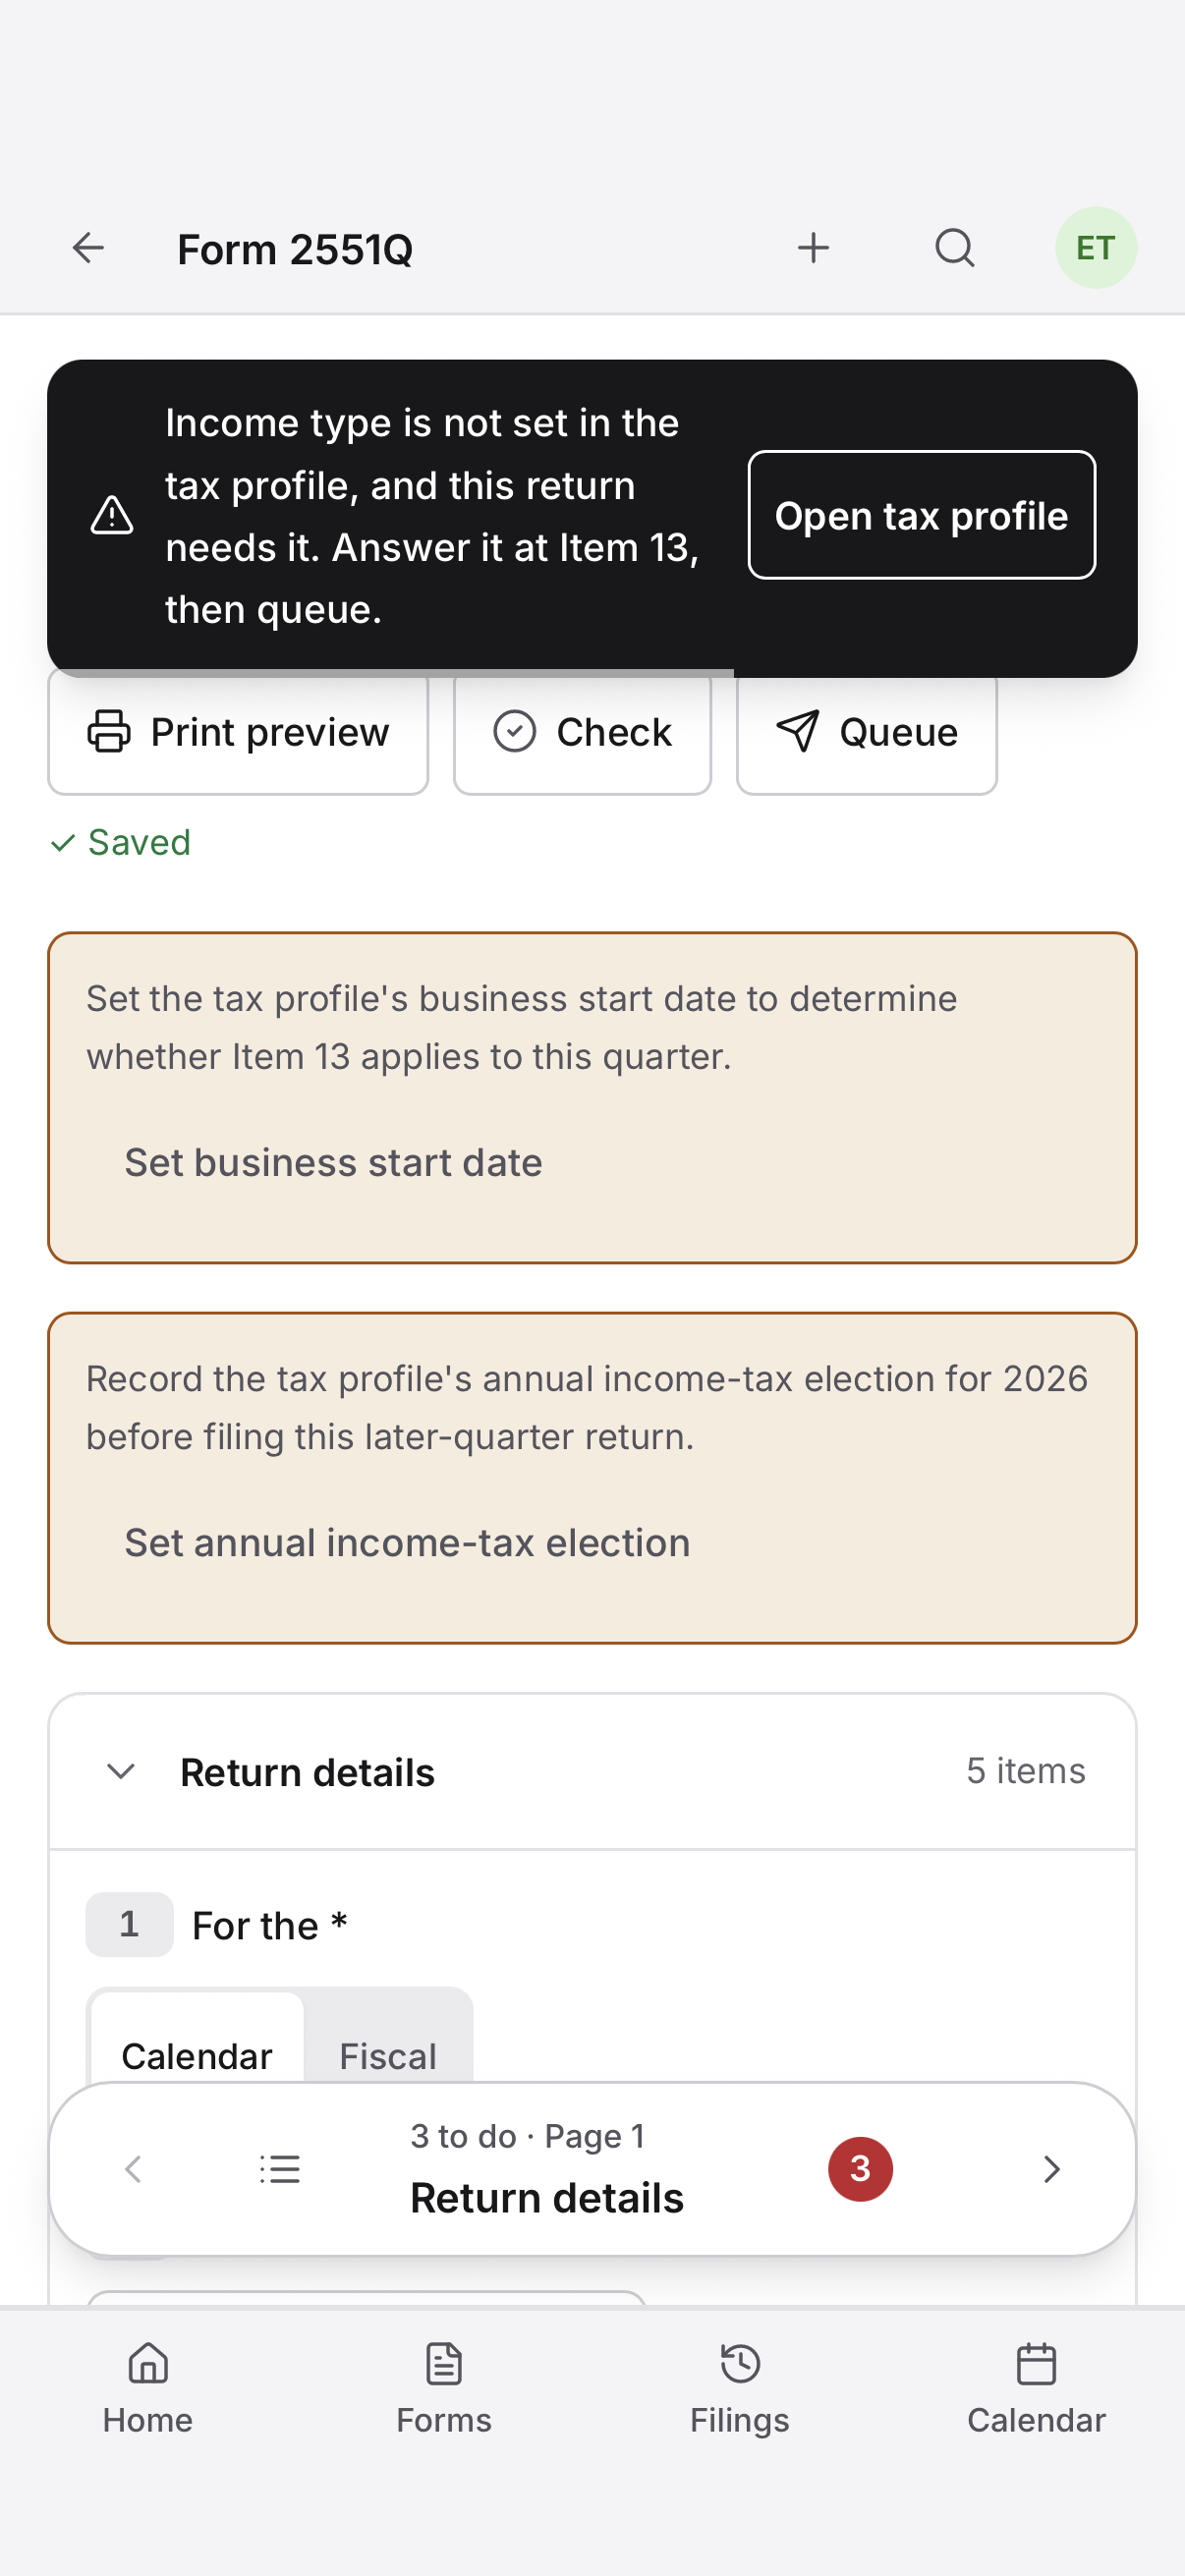 Form 2551Q
ET
Income type is not set in the
tax profile, and this return
needs it. Answer it at Item 13,
then queue.
Open tax profile
Print preview
Check
Queue
Saved
Set the tax profile's business start date to determine
whether Item 13 applies to this quarter.
Set business start date
Record the tax profile's annual income-tax election for 2026
before filing this later-quarter return.
Set annual income-tax election
Return details
5 items
1 For the *
Calendar
Fiscal
3 to do · Page 1
Return details
3
Home
Forms
Filings
Calendar